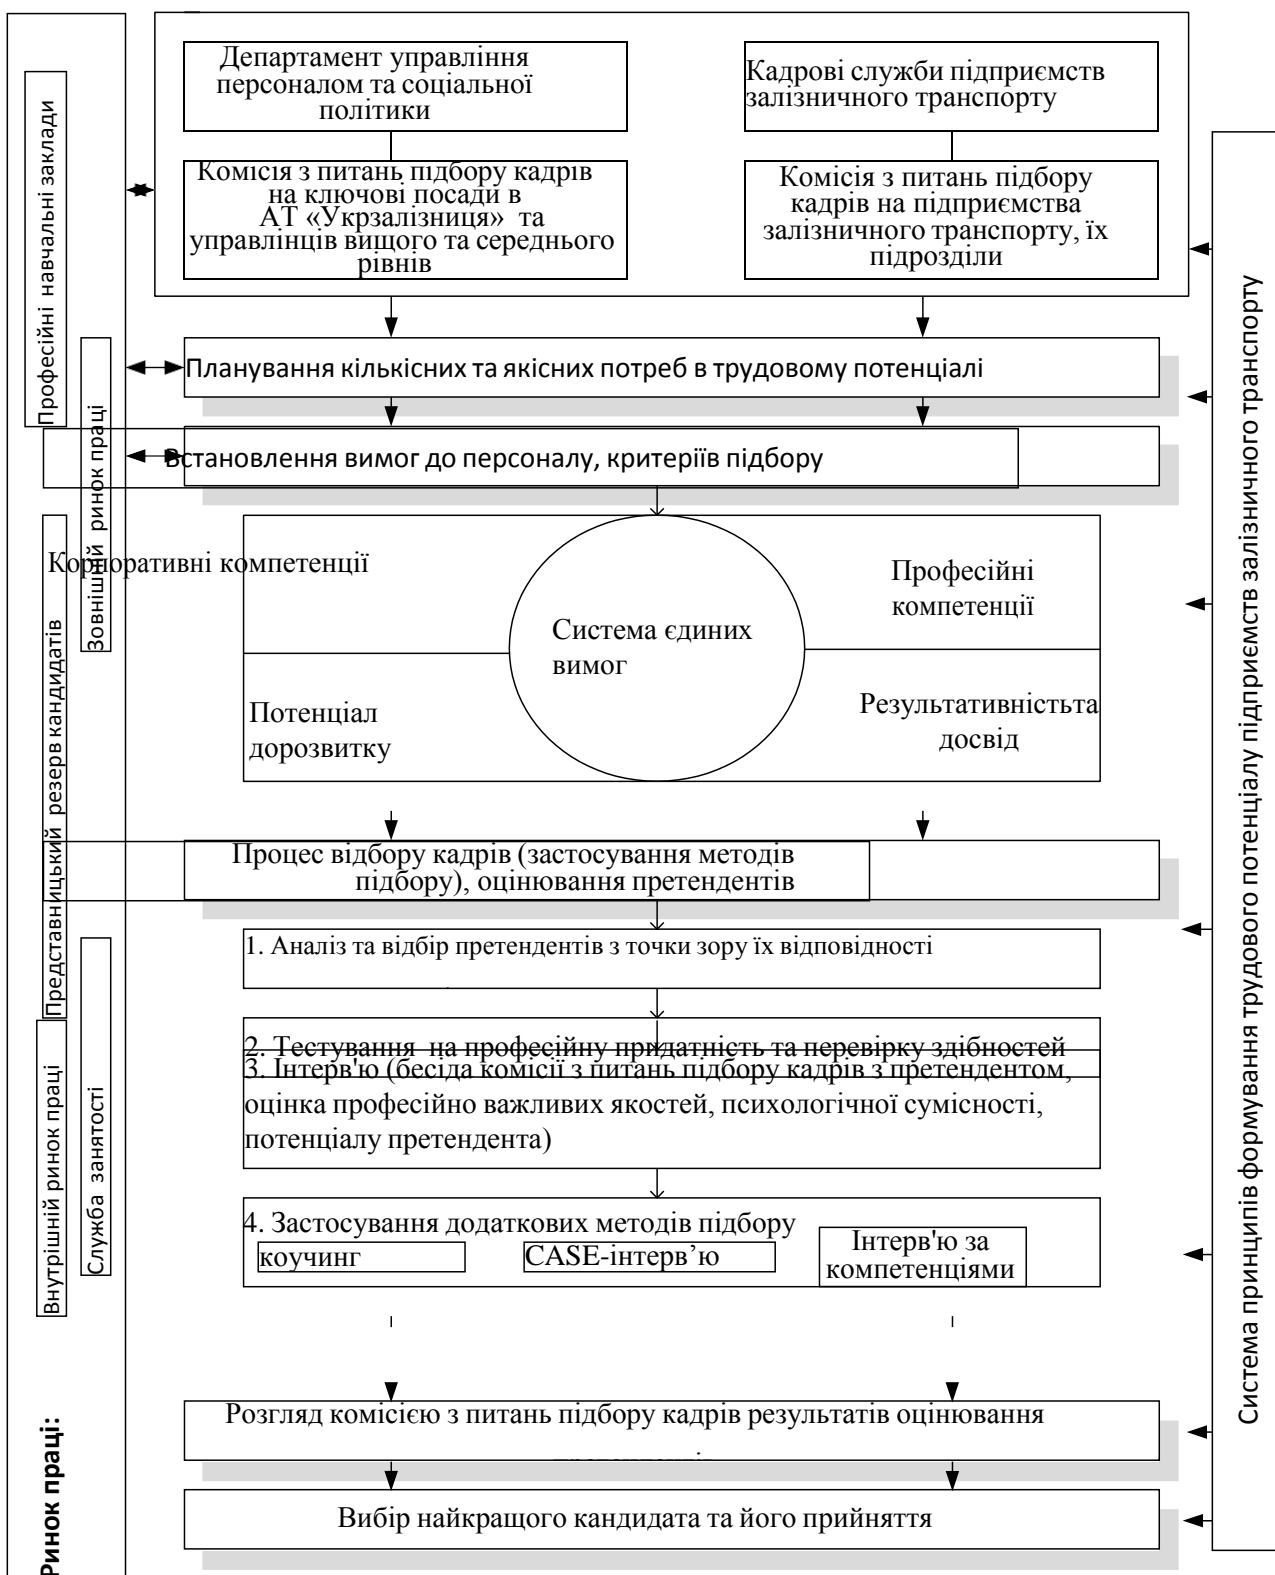 Департамент управління
персоналом та соціальної
політики
Кадрові служби підприємств
залізничного транспорту
Комісія з питань підбору кадрів
на ключові посади в
АТ «Укрзалізниця» та
управлінців вищого та середнього
рівнів
Комісія з питань підбору
кадрів на підприємства
залізничного транспорту, їх
підрозділи
Планування кількісних та якісних потреб в трудовому потенціалі
Встановлення вимог до персоналу, критеріїв підбору
Корпоративні компетенції
Професійні
компетенції
Система єдиних
вимог
Потенціал
дорозвитку
Результативністьта
досвід
Процес відбору кадрів (застосування методів
підбору), оцінювання претендентів
1. Аналіз та відбір претендентів з точки зору їх відповідності
2. Тестування на професійну придатність та перевірку здібностей
3. Інтерв'ю (бесіда комісії з питань підбору кадрів з претендентом,
оцінка професійно важливих якостей, психологічної сумісності,
потенціалу претендента)
4. Застосування додаткових методів підбору
коучинг
CASE-інтерв’ю
Інтерв'ю за
компетенціями
Розгляд комісією з питань підбору кадрів результатів оцінювання
Вибір найкращого кандидата та його прийняття
Ринок праці:
Професійні навчальні заклади
Зовнішній ринок праці
Представницький резерв кандидатів
Внутрішній ринок праці
Служба занятості
Система принципів формування трудового потенціалу підприємств залізничного транспорту